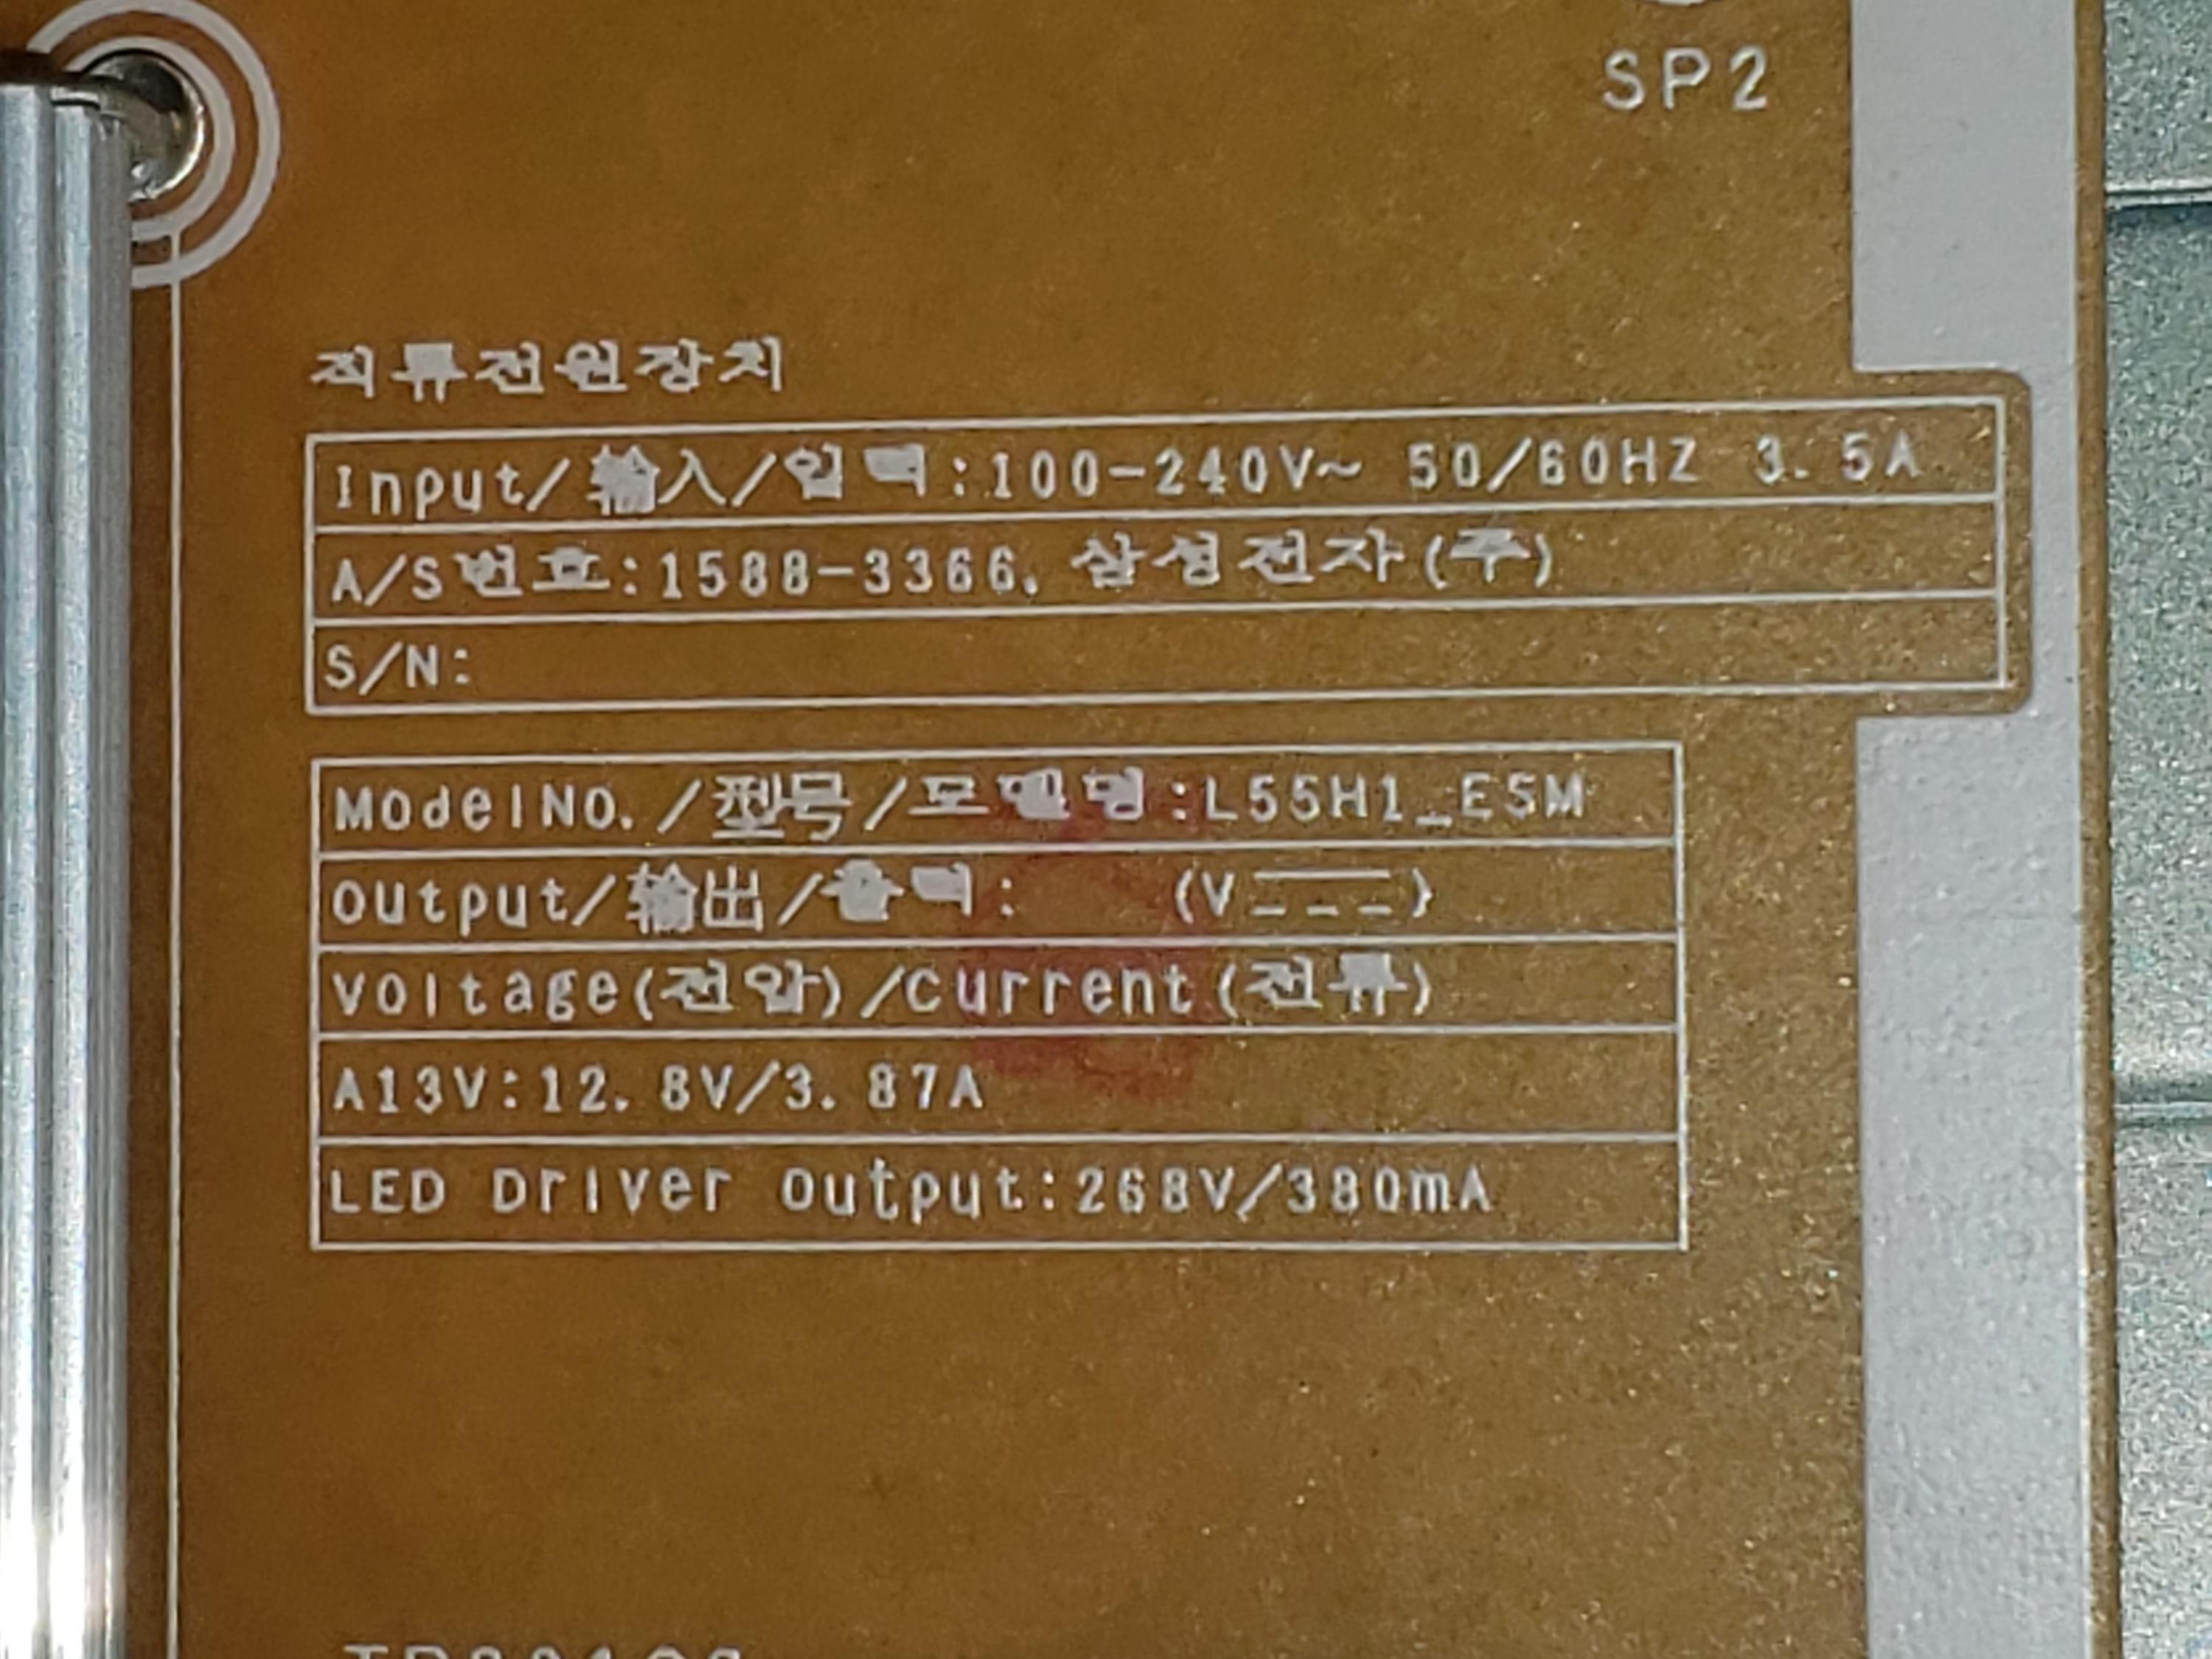 SP2
직류전원장치
Input/輸入/입력:100-240V~ 50/60HZ 3.5A
A/S번호:1588-3366, 삼성전자(주)
S/N:
ModelNO./型号/모델명:L55H1_ESM
Output/输出/출력: (V⎓)
Voltage(전압)/Current(전류)
A13V:12.8V/3.87A
LED Driver Output:268V/380mA